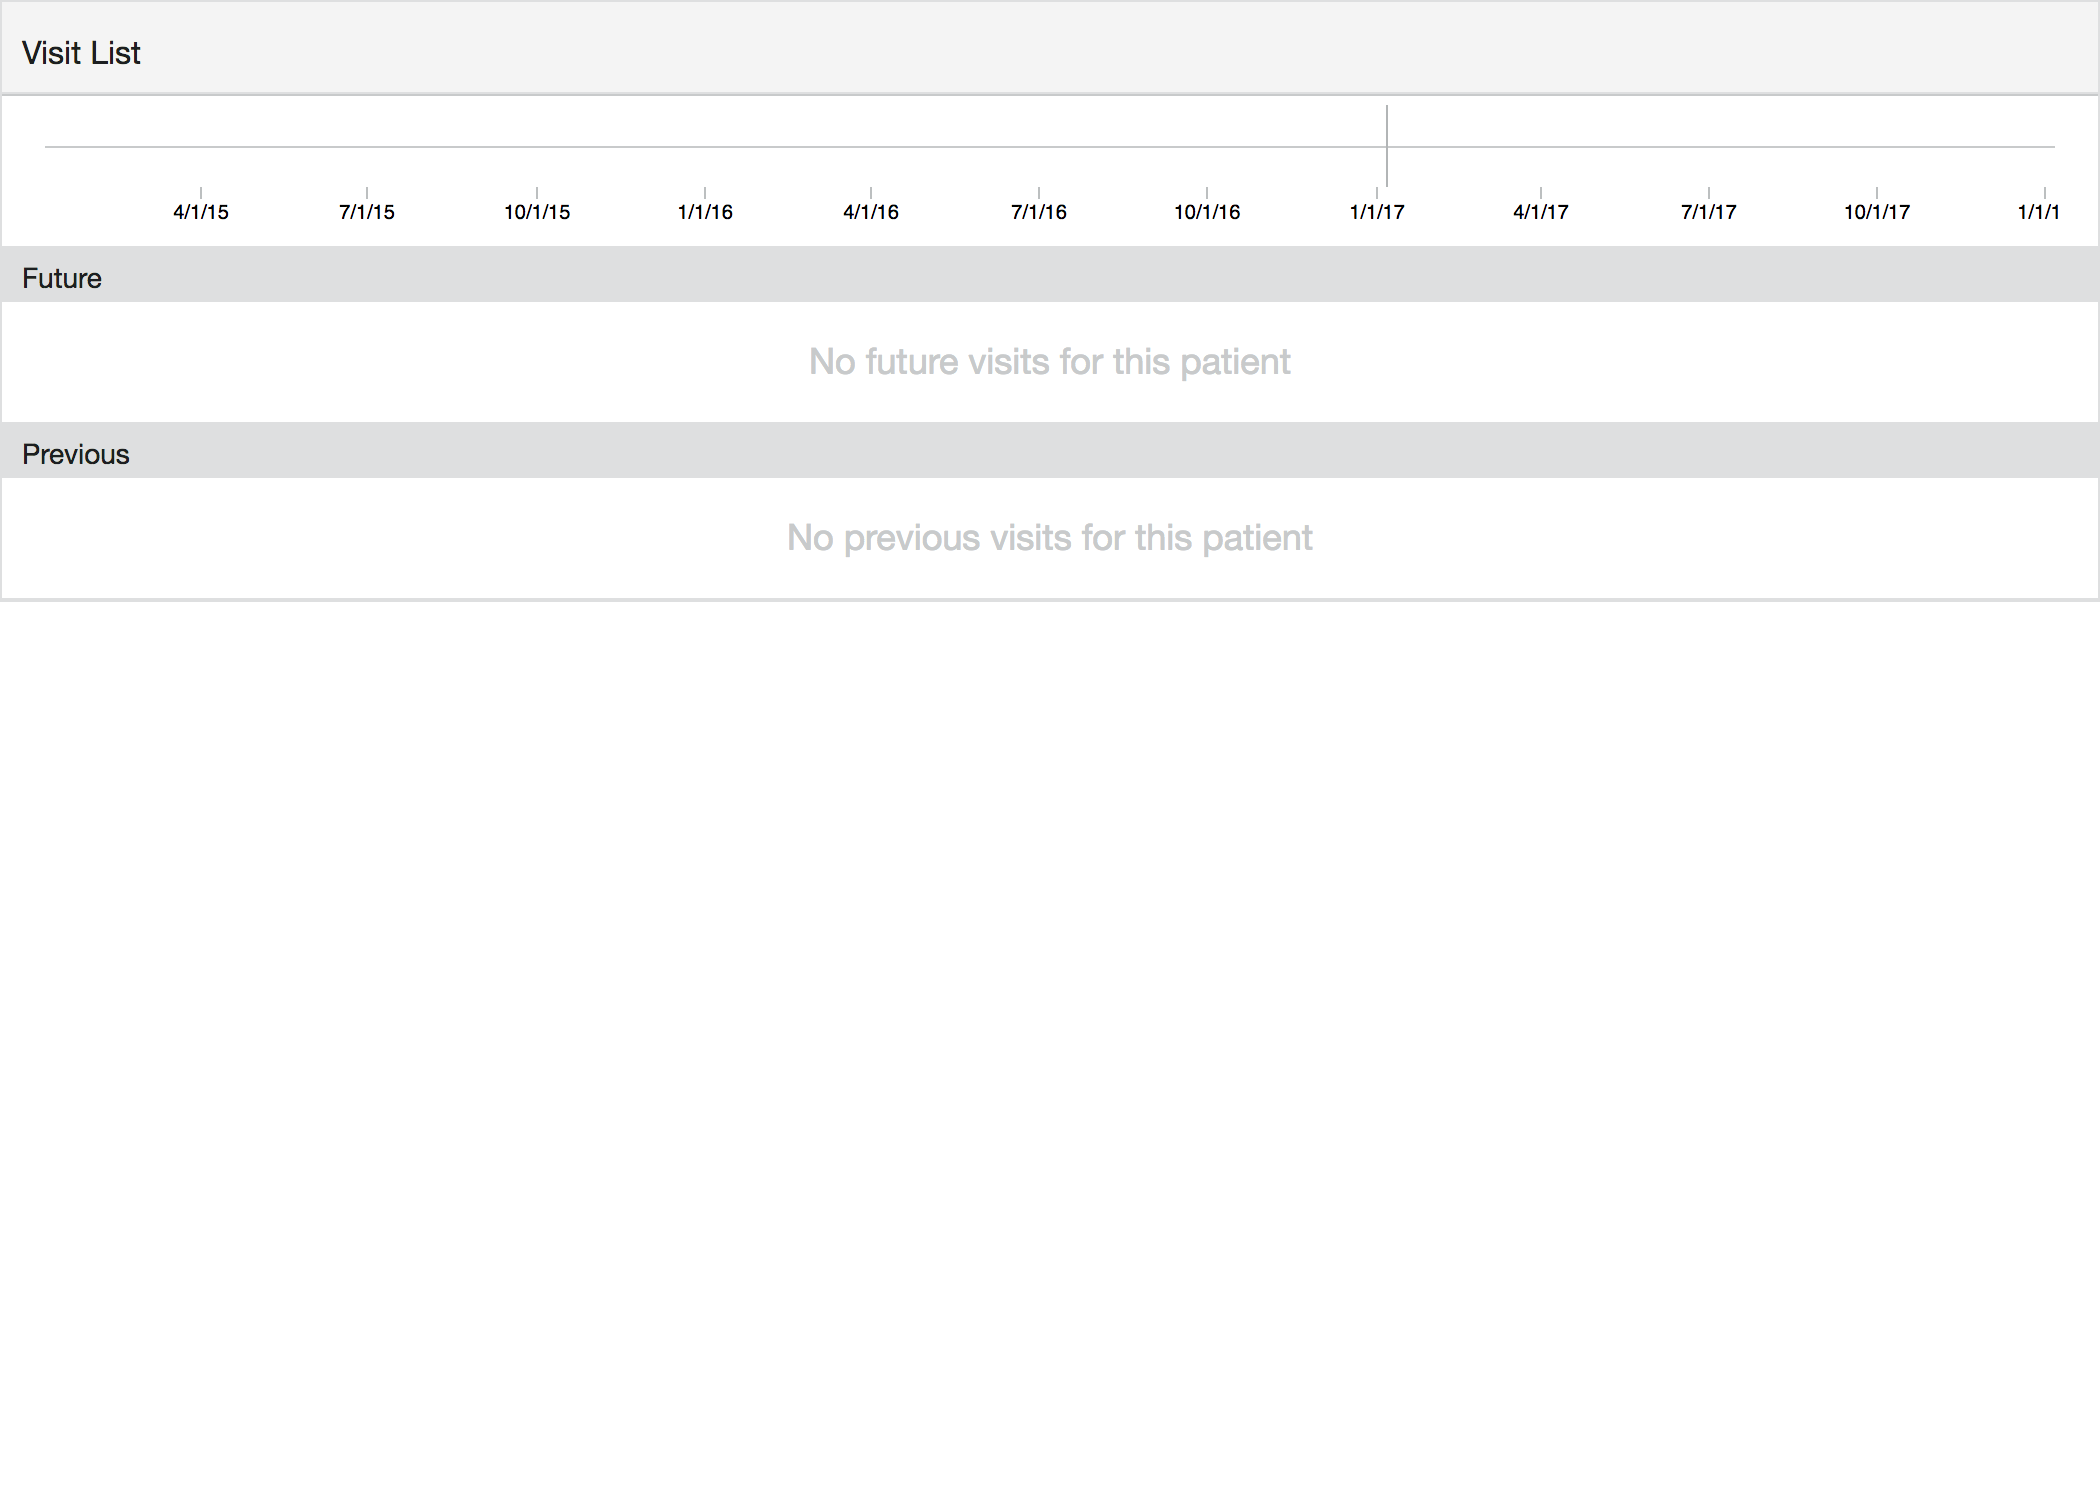 Visit List
4/1/15 7/1/15 10/1/15 1/1/16 4/1/16 7/1/16 10/1/16 1/1/17 4/1/17 7/1/17 10/1/17 1/1/1
Future
No future visits for this patient
Previous
No previous visits for this patient